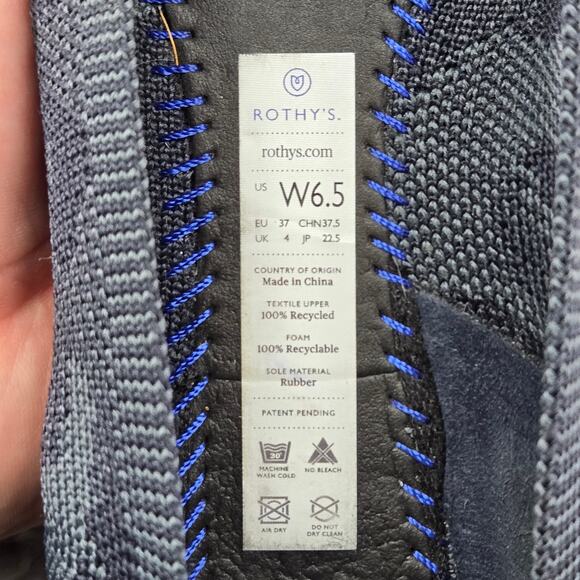 ROTHY'S™
rothys.com
US W6.5
EU 37 CHN37.5
UK 4 JP 22.5
COUNTRY OF ORIGIN
Made in China
TEXTILE UPPER
100% Recycled
FOAM
100% Recyclable
SOLE MATERIAL
Rubber
PATENT PENDING
30°
MACHINE WASH COLD
NO BLEACH
AIR DRY
DO NOT DRY CLEAN